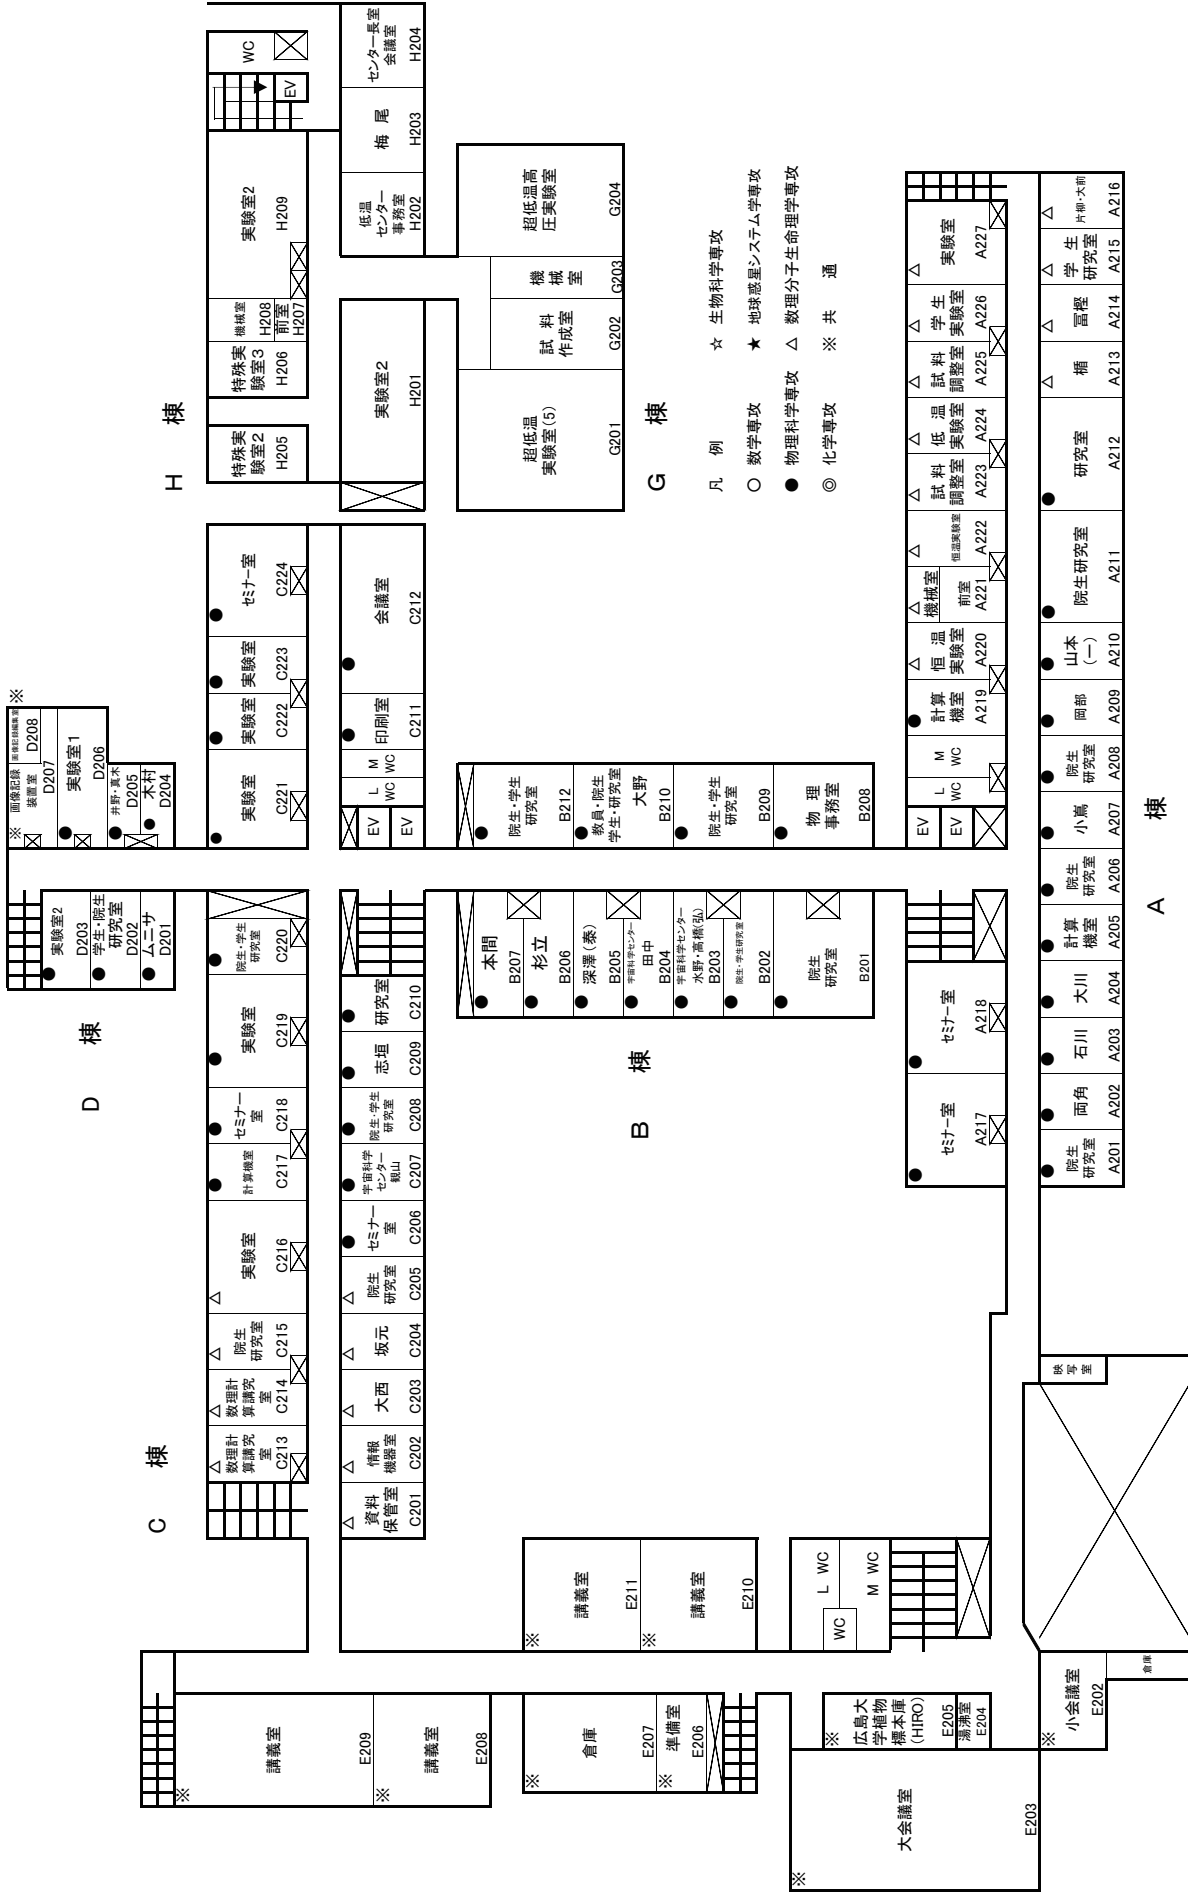 WC
EV
センター長室
会議室
H204
梅 尾
H203
低温
センター
事務室
H202
実験室2
H209
機械室
H208
前室
H207
特殊実
験室3
H206
特殊実
験室2
H205
実験室2
H201
H 棟
超低温高
圧実験室
G204
機
械
室
G203
試 料
作成室
G202
超低温
実験室(5)
G201
G 棟
凡 例
☆ 生物科学専攻
○ 数学専攻
★ 地球惑星システム学専攻
● 物理科学専攻
△ 数理分子生命理学専攻
◎ 化学専攻
※ 共 通
● セミナー室
C224
● 実験室
C223
● 実験室
C222
● 実験室
C221
● 会議室
C212
● 印刷室
C211
M
WC
L
WC
EV
EV
※
画像記録編集室
D208
※ 画像記録
装置室
D207
● 実験室1
D206
● 井野・真木
D205
● 木村
D204
● 実験室2
D203
● 学生・院生
研究室
D202
● ムニサ
D201
D 棟
● 院生・学生
研究室
C220
● 実験室
C219
● セミナー
室
C218
● 計算機室
C217
△ 実験室
C216
△ 院生
研究室
C215
△ 数理計
算講究
室
C214
△ 数理計
算講究
室
C213
● 研究室
C210
● 志垣
C209
● 院生・学生
研究室
C208
● 宇宙科学
センター
観山
C207
● セミナー
室
C206
△ 院生
研究室
C205
△ 坂元
C204
△ 大西
C203
△ 情報
機器室
C202
△ 資料
保管室
C201
C 棟
● 院生・学生
研究室
B212
● 教員・院生
学生・研究室
大野
B210
● 院生・学生
研究室
B209
● 物 理
事務室
B208
● 本間
B207
● 杉立
B206
● 深澤(泰)
B205
● 宇宙科学センター
田中
B204
● 宇宙科学センター
水野・高橋(弘)
B203
● 院生・学生研究室
B202
● 院生
研究室
B201
B 棟
△ 実験室
A227
△ 学 生
実験室
A226
△ 試 料
調整室
A225
△ 低 温
実験室
A224
△ 試 料
調整室
A223
△ 恒温実験室
A222
△ 機械室
前室
A221
△ 恒 温
実験室
A220
● 計算
機室
A219
M
WC
L
WC
EV
EV
● セミナー室
A218
● セミナー室
A217
△ 片柳・大前
A216
△ 学 生
研究室
A215
△ 冨樫
A214
△ 楯
A213
● 研究室
A212
● 院生研究室
A211
● 山本
(一)
A210
● 岡部
A209
● 院生
研究室
A208
● 小嶌
A207
● 院生
研究室
A206
● 計算
機室
A205
● 大川
A204
● 石川
A203
● 両角
A202
● 院生
研究室
A201
A 棟
映写
室
※ 講義室
E211
※ 講義室
E210
L WC
M WC
WC
※ 講義室
E209
※ 講義室
E208
※ 倉庫
E207
※ 準備室
E206
※ 広島大
学植物
標本庫
(HIRO)
E205
湯沸室
E204
※ 大会議室
E203
※ 小会議室
E202
倉庫